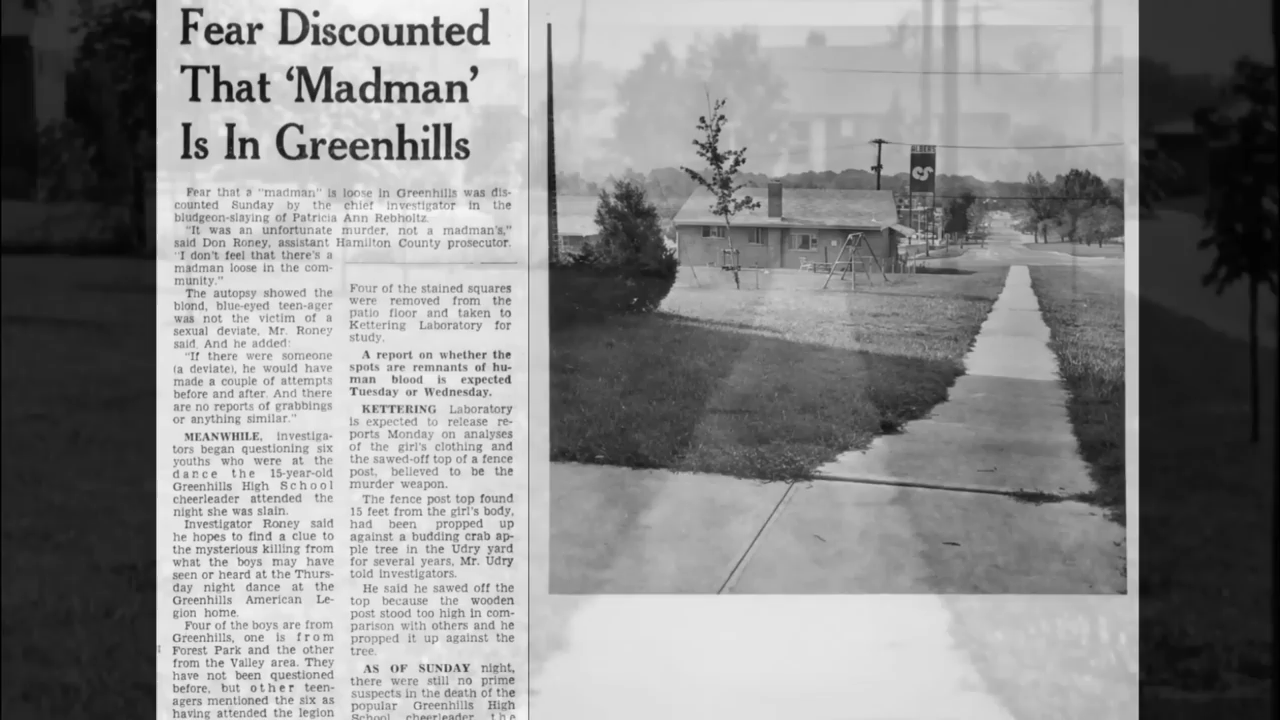 Fear Discounted
That ‘Madman’
Is In Greenhills
Fear that a "madman" is loose in Greenhills was dis-
counted Sunday by the chief investigator in the
bludgeon-slaying of Patricia Ann Rebholtz.
"It was an unfortunate murder, not a madman's,"
said Don Roney, assistant Hamilton County prosecutor.
"I don't feel that there's a
madman loose in the com-
munity."
The autopsy showed the
blond, blue-eyed teen-ager
was not the victim of a
sexual deviate, Mr. Roney
said. And he added:
"If there were someone
(a deviate), he would have
made a couple of attempts
before and after. And there
are no reports of grabbings
or anything similar."
MEANWHILE, investiga-
tors began questioning six
youths who were at the
dance the 15-year-old
Greenhills High School
cheerleader attended the
night she was slain.
Investigator Roney said
he hopes to find a clue to
the mysterious killing from
what the boys may have
seen or heard at the Thurs-
day night dance at the
Greenhills American Le-
gion home.
Four of the boys are from
Greenhills, one is from
Forest Park and the other
from the Valley area. They
have not been questioned
before, but other teen-
agers mentioned the six as
having attended the legion
Four of the stained squares
were removed from the
patio floor and taken to
Kettering Laboratory for
study.
A report on whether the
spots are remnants of hu-
man blood is expected
Tuesday or Wednesday.
KETTERING Laboratory
is expected to release re-
ports Monday on analyses
of the girl's clothing and
the sawed-off top of a fence
post, believed to be the
murder weapon.
The fence post top found
15 feet from the girl's body,
had been propped up
against a budding crab ap-
ple tree in the Udry yard
for several years, Mr. Udry
told investigators.
He said he sawed off the
top because the wooden
post stood too high in com-
parison with others and he
propped it up against the
tree.
AS OF SUNDAY night,
there were still no prime
suspects in the death of the
popular Greenhills High
School cheerleader the
ALBERS